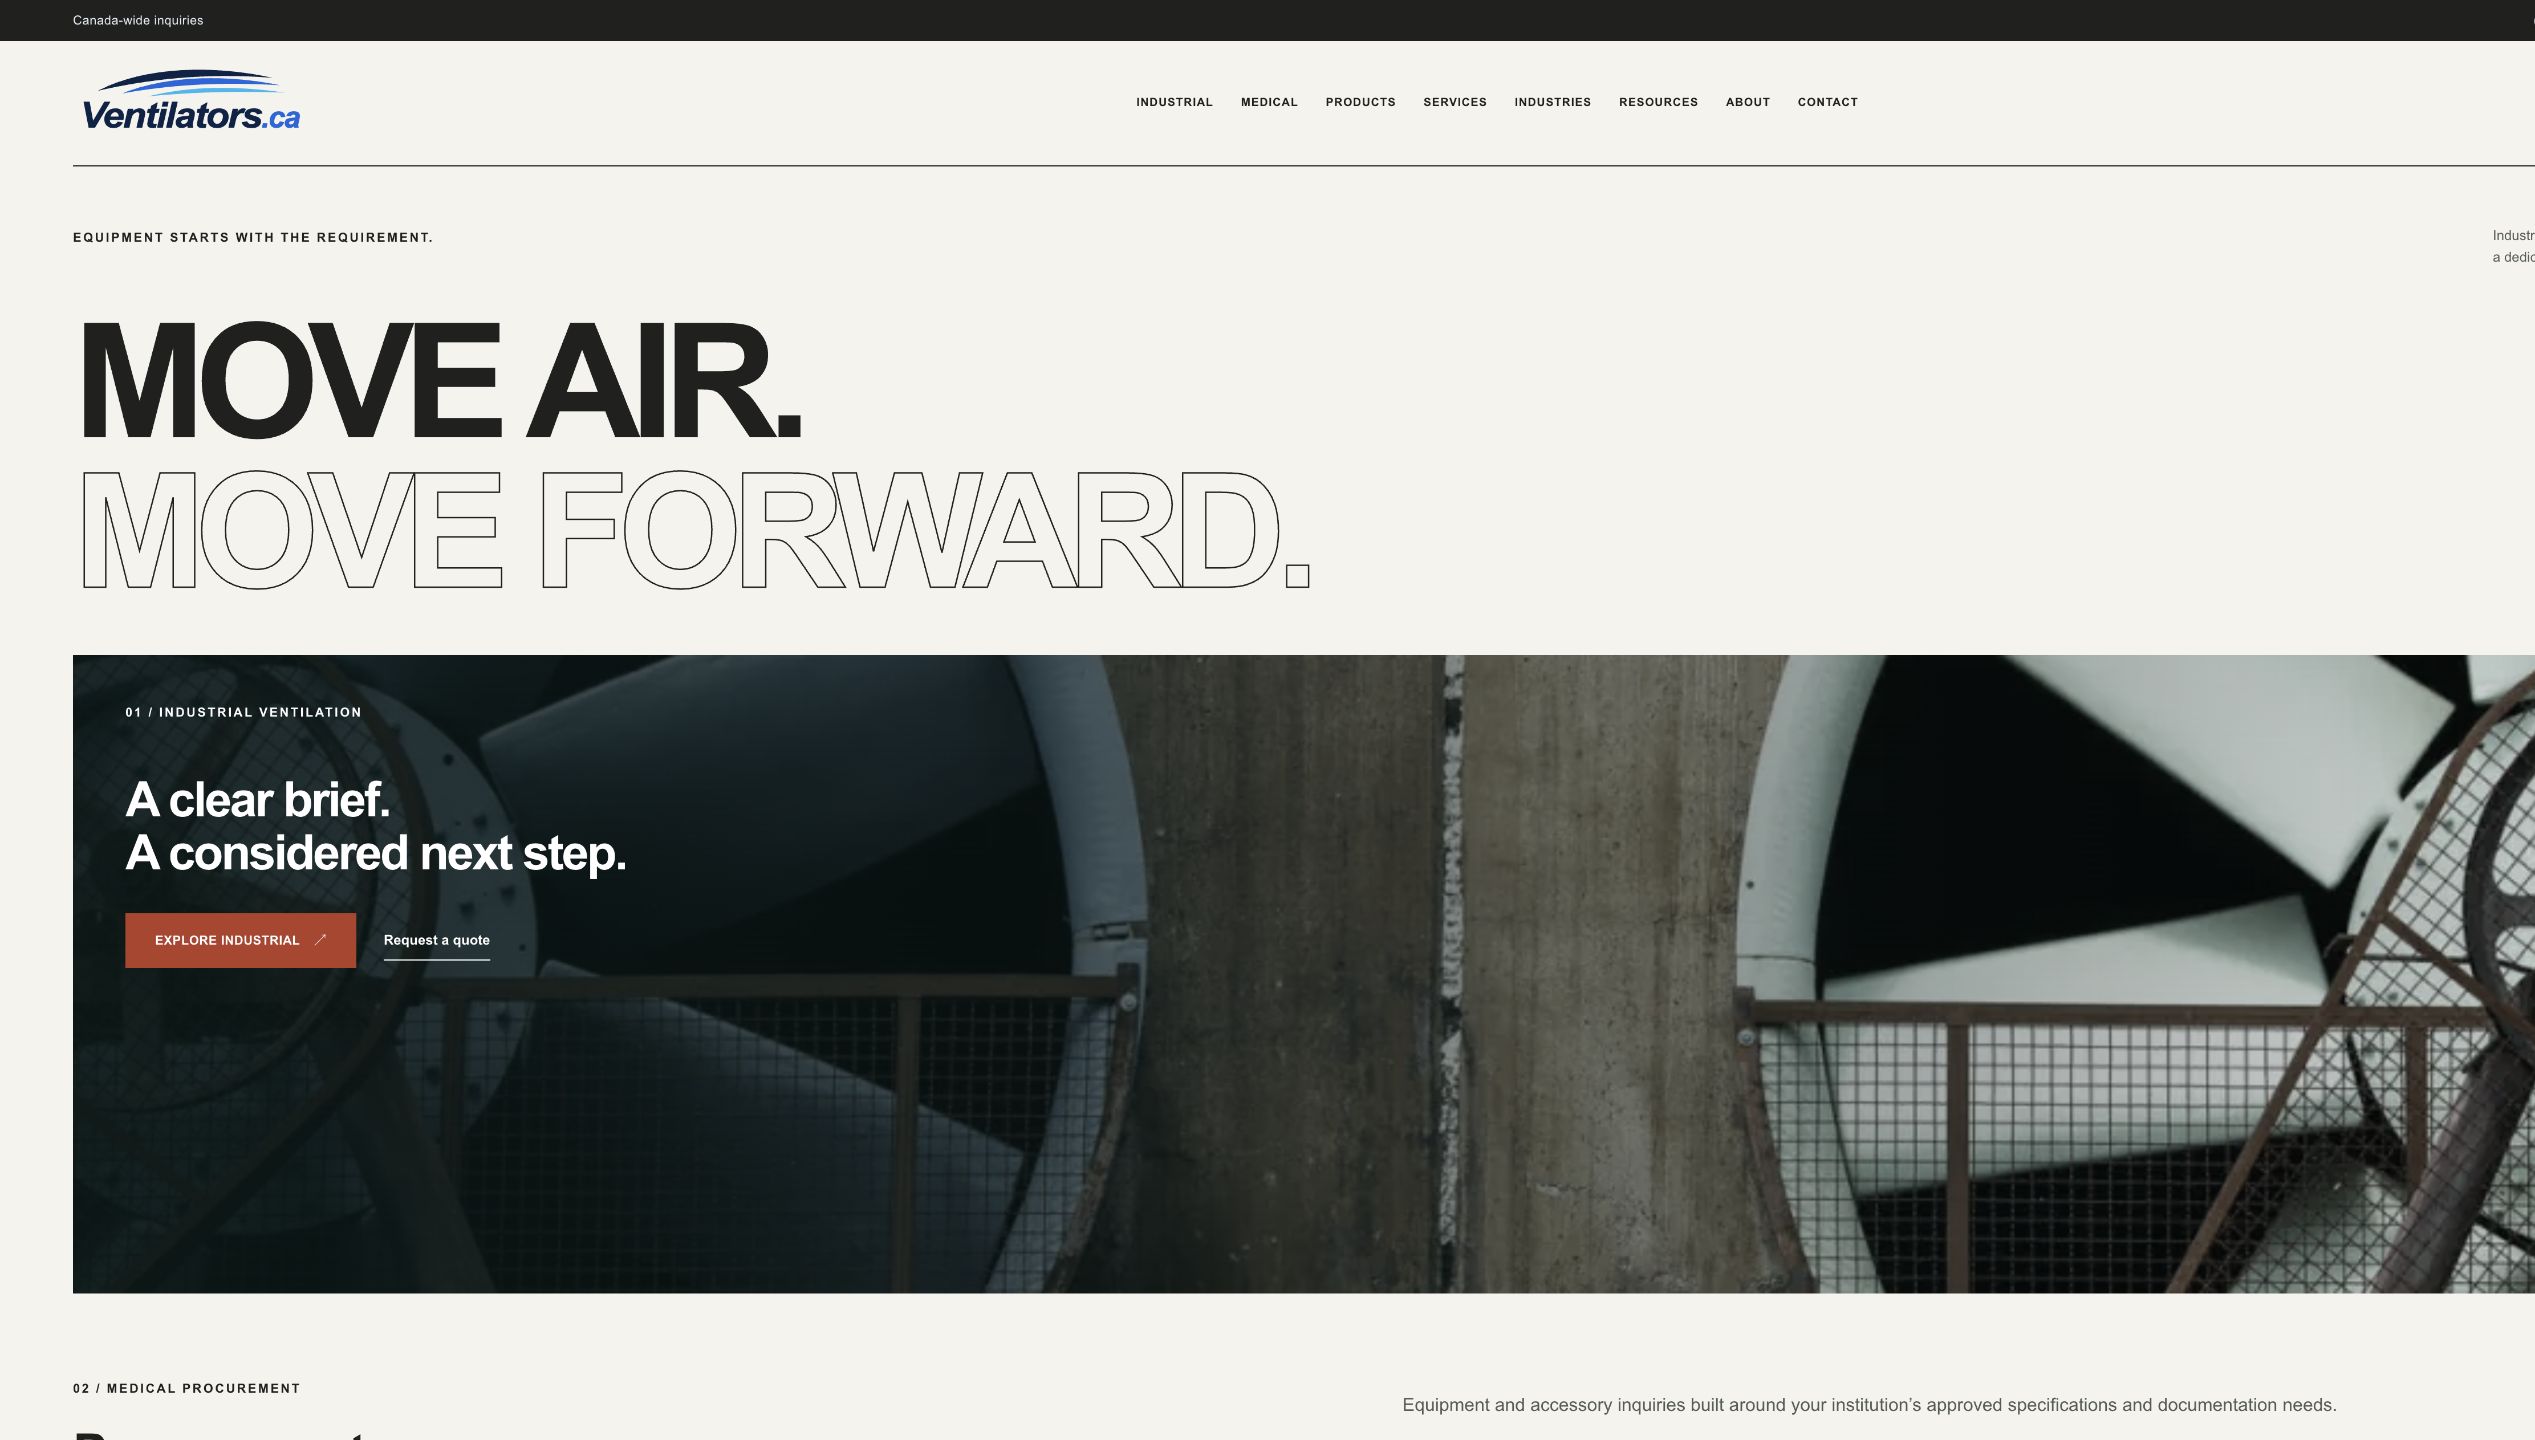 Canada-wide inquiries
Ventilators.ca
INDUSTRIAL MEDICAL PRODUCTS SERVICES INDUSTRIES RESOURCES ABOUT CONTACT
EQUIPMENT STARTS WITH THE REQUIREMENT.
a
MOVE AIR.
MOVE FORWARD.
01 / INDUSTRIAL VENTILATION
A clear brief.
A considered next step.
EXPLORE INDUSTRIAL ↗ Request a quote
02 / MEDICAL PROCUREMENT
Equipment and accessory inquiries built around your institution’s approved specifications and documentation needs.